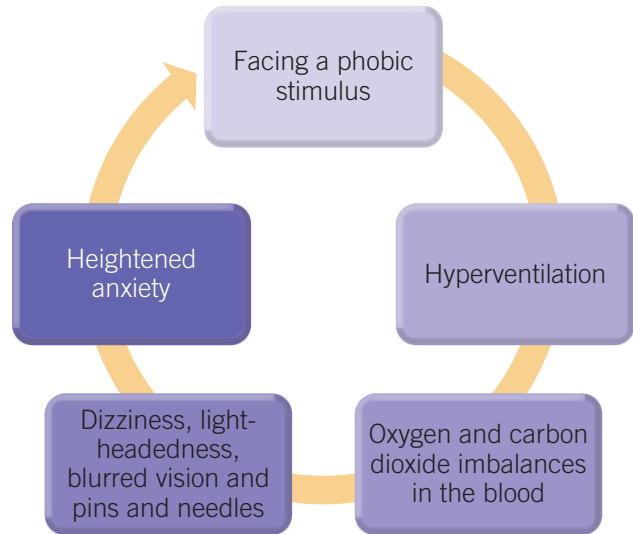 Facing a phobic
stimulus
Hyperventilation
Oxygen and carbon
dioxide imbalances
in the blood
Dizziness, light-
headedness,
blurred vision and
pins and needles
Heightened
anxiety